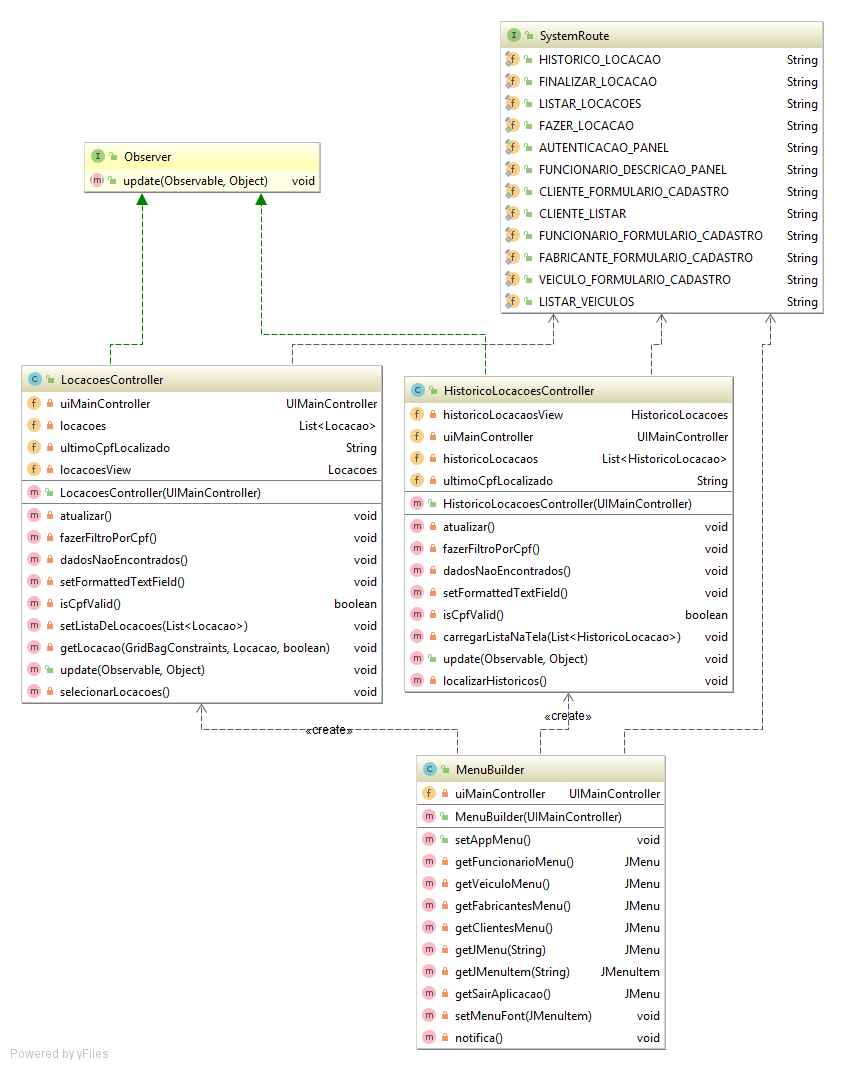 SystemRoute
HISTORICO_LOCACAO String
FINALIZAR_LOCACAO String
LISTAR_LOCACOES String
FAZER_LOCACAO String
AUTENTICACAO_PANEL String
FUNCIONARIO_DESCRICAO_PANEL String
CLIENTE_FORMULARIO_CADASTRO String
CLIENTE_LISTAR String
FUNCIONARIO_FORMULARIO_CADASTRO String
FABRICANTE_FORMULARIO_CADASTRO String
VEICULO_FORMULARIO_CADASTRO String
LISTAR_VEICULOS String
Observer
update(Observable, Object) void
LocacoesController
uiMainController UIMainController
locacoes List<Locacao>
ultimoCpfLocalizado String
locacoesView Locacoes
LocacoesController(UIMainController)
atualizar() void
fazerFiltroPorCpf() void
dadosNaoEncontrados() void
setFormattedTextField() void
isCpfValid() boolean
setListaDeLocacoes(List<Locacao>) void
getLocacao(GridBagConstraints, Locacao, boolean) void
update(Observable, Object) void
selecionarLocacoes() void
HistoricoLocacoesController
historicoLocacaosView HistoricoLocacoes
uiMainController UIMainController
historicoLocacaos List<HistoricoLocacao>
ultimoCpfLocalizado String
HistoricoLocacoesController(UIMainController)
atualizar() void
fazerFiltroPorCpf() void
dadosNaoEncontrados() void
setFormattedTextField() void
isCpfValid() boolean
carregarListaNaTela(List<HistoricoLocacao>) void
update(Observable, Object) void
localizarHistoricos() void
«create»
«create»
MenuBuilder
uiMainController UIMainController
MenuBuilder(UIMainController)
setAppMenu() void
getFuncionarioMenu() JMenu
getVeiculoMenu() JMenu
getFabricantesMenu() JMenu
getClientesMenu() JMenu
getJMenu(String) JMenu
getJMenuItem(String) JMenuItem
getSairAplicacao() JMenu
setMenuFont(JMenuItem) void
notifica() void
Powered by yFiles